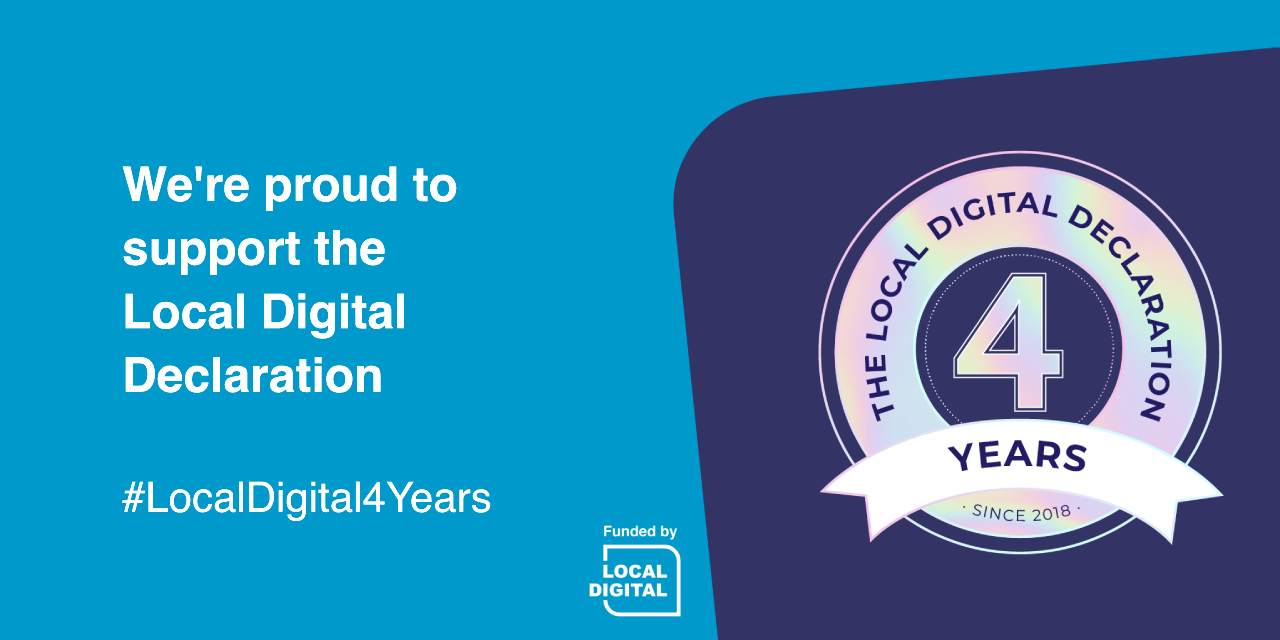 We're proud to
support the
Local Digital
Declaration
#LocalDigital4Years
Funded by
LOCAL
DIGITAL
THE LOCAL DIGITAL DECLARATION
4
YEARS
· SINCE 2018 ·